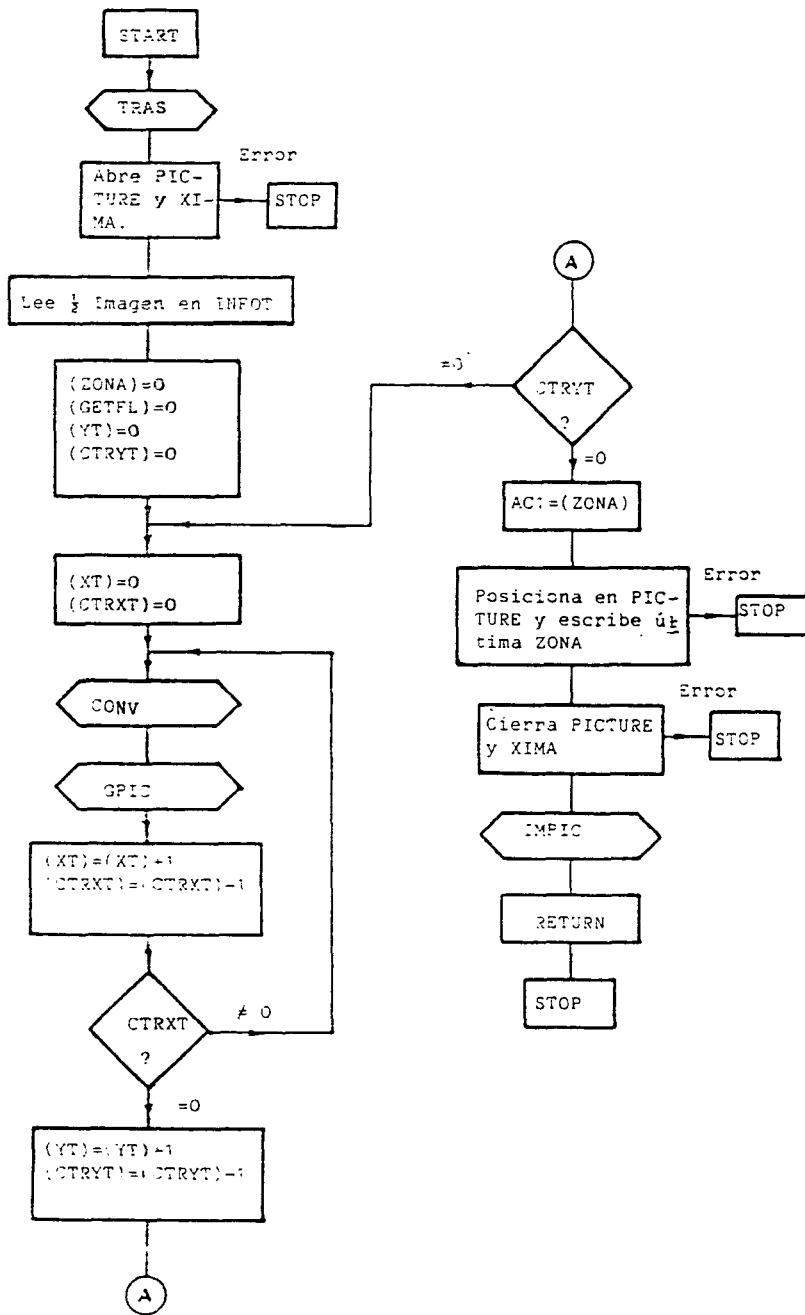 START
TRAS
Error
Abre PIC-
TURE y XI-
MA.
STOP
Lee ½ Imagen en INFOT
(ZONA)=0
(GETFL)=0
(YT)=0
(CTRYT)=0
(XT)=0
(CTRXT)=0
CONV
GPIC
(XT)=(XT)+1
(CTRXT)=(CTRXT)-1
CTRXT
?
≠ 0
=0
(YT)=(YT)+1
(CTRYT)=(CTRYT)-1
A
A
CTRYT
?
=0
AC1=(ZONA)
Error
Posiciona en PIC-
TURE y escribe úl
tima ZONA
STOP
Error
Cierra PICTURE
y XIMA
STOP
IMPIC
RETURN
STOP